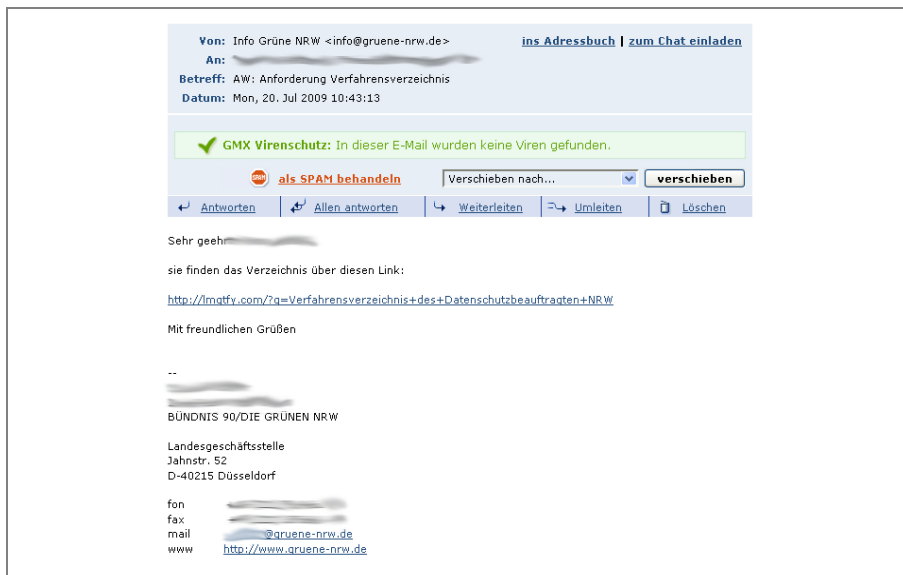 Von: Info Grüne NRW <info@gruene-nrw.de> ins Adressbuch | zum Chat einladen
An:
Betreff: AW: Anforderung Verfahrensverzeichnis
Datum: Mon, 20. Jul 2009 10:43:13
GMX Virenschutz: In dieser E-Mail wurden keine Viren gefunden.
SPAM als SPAM behandeln Verschieben nach... verschieben
Antworten Allen antworten Weiterleiten Umleiten Löschen
Sehr geehr
sie finden das Verzeichnis über diesen Link:
http://lmgtfy.com/?q=Verfahrensverzeichnis+des+Datenschutzbeauftragten+NRW
Mit freundlichen Grüßen
--
BÜNDNIS 90/DIE GRÜNEN NRW
Landesgeschäftsstelle
Jahnstr. 52
D-40215 Düsseldorf
fon
fax
mail @gruene-nrw.de
www http://www.gruene-nrw.de